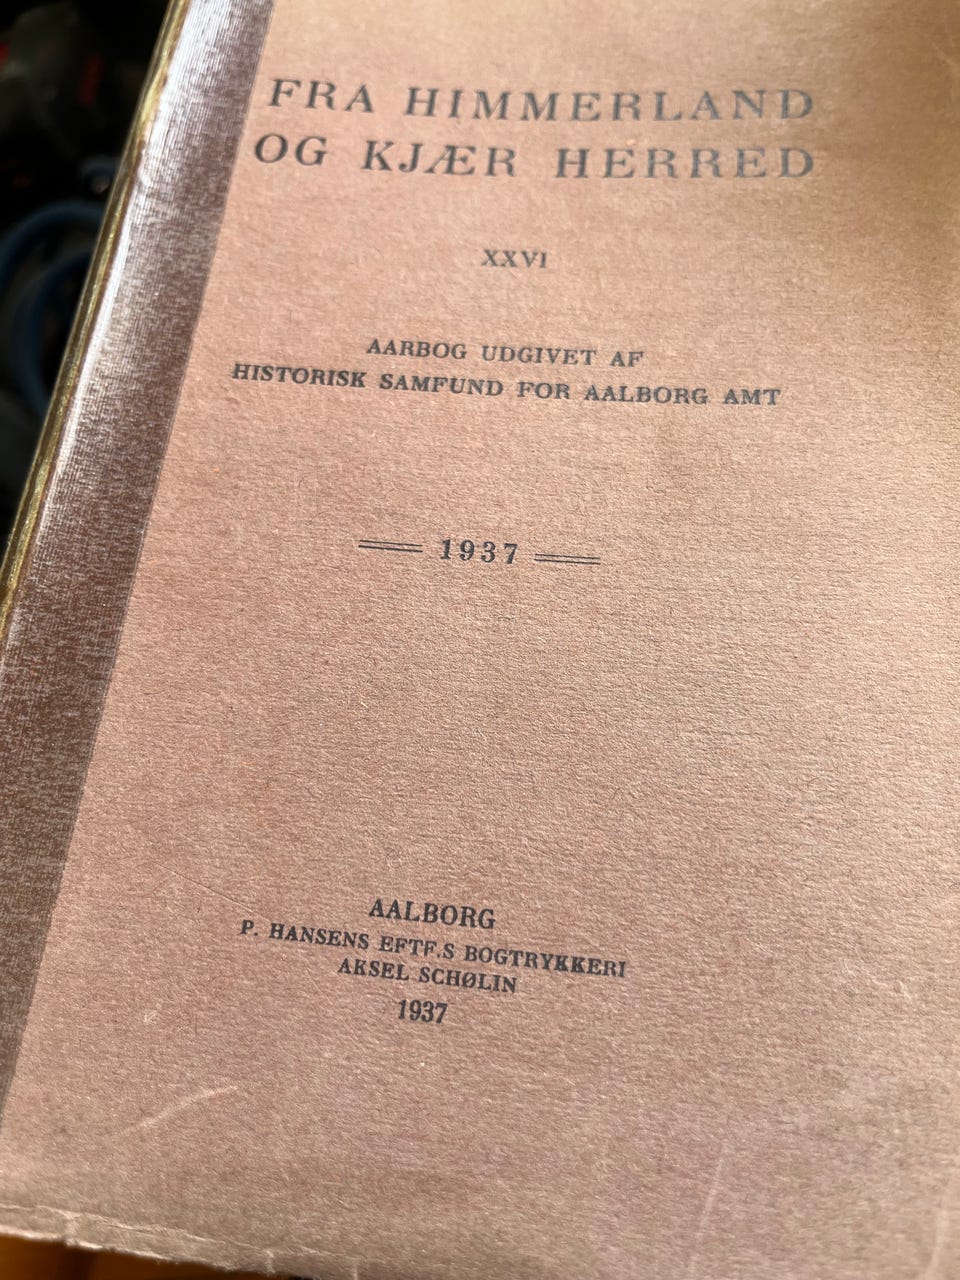 FRA HIMMERLAND
OG KJÆR HERRED
XXVI
AARBOG UDGIVET AF
HISTORISK SAMFUND FOR AALBORG AMT
1937
AALBORG
P. HANSENS EFTF.S BOGTRYKKERI
AKSEL SCHØLIN
1937